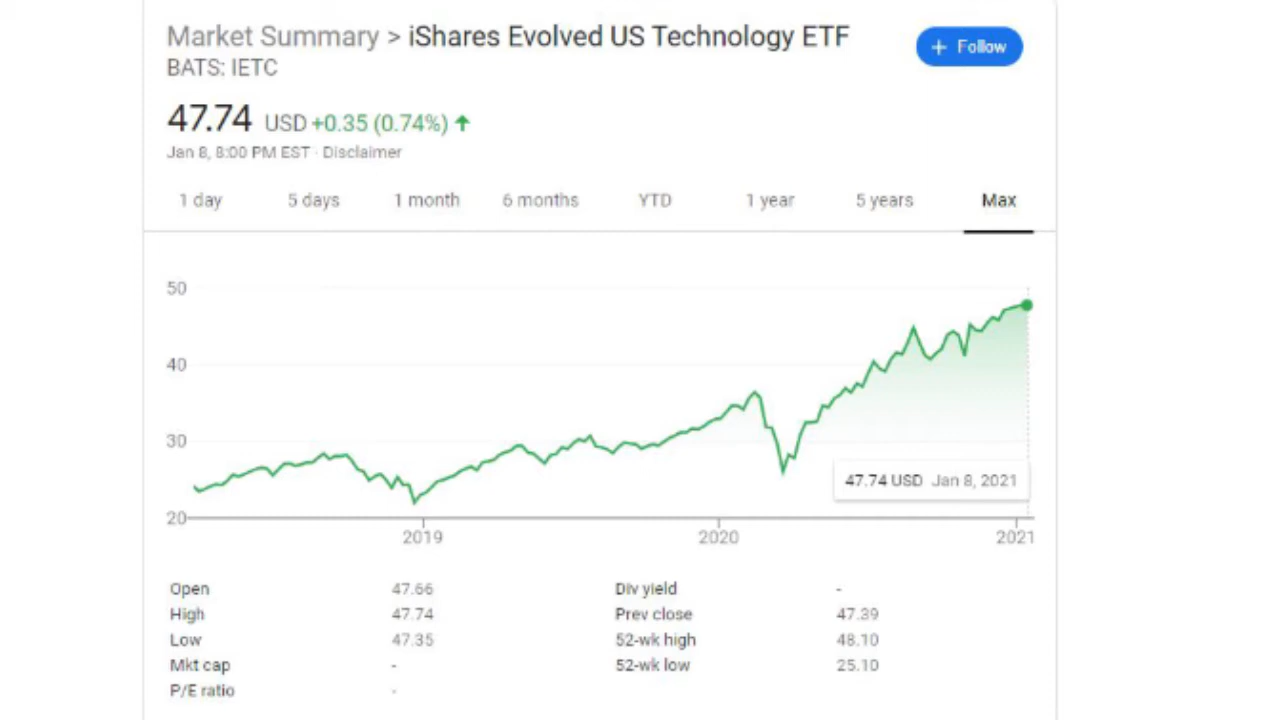 Market Summary > iShares Evolved US Technology ETF
+ Follow
BATS: IETC
47.74 USD +0.35 (0.74%) ↑
Jan 8, 8:00 PM EST · Disclaimer
1 day 5 days 1 month 6 months YTD 1 year 5 years Max
50
40
30
20
47.74 USD Jan 8, 2021
2019 2020 2021
Open 47.66 Div yield -
High 47.74 Prev close 47.39
Low 47.35 52-wk high 48.10
Mkt cap - 52-wk low 25.10
P/E ratio -